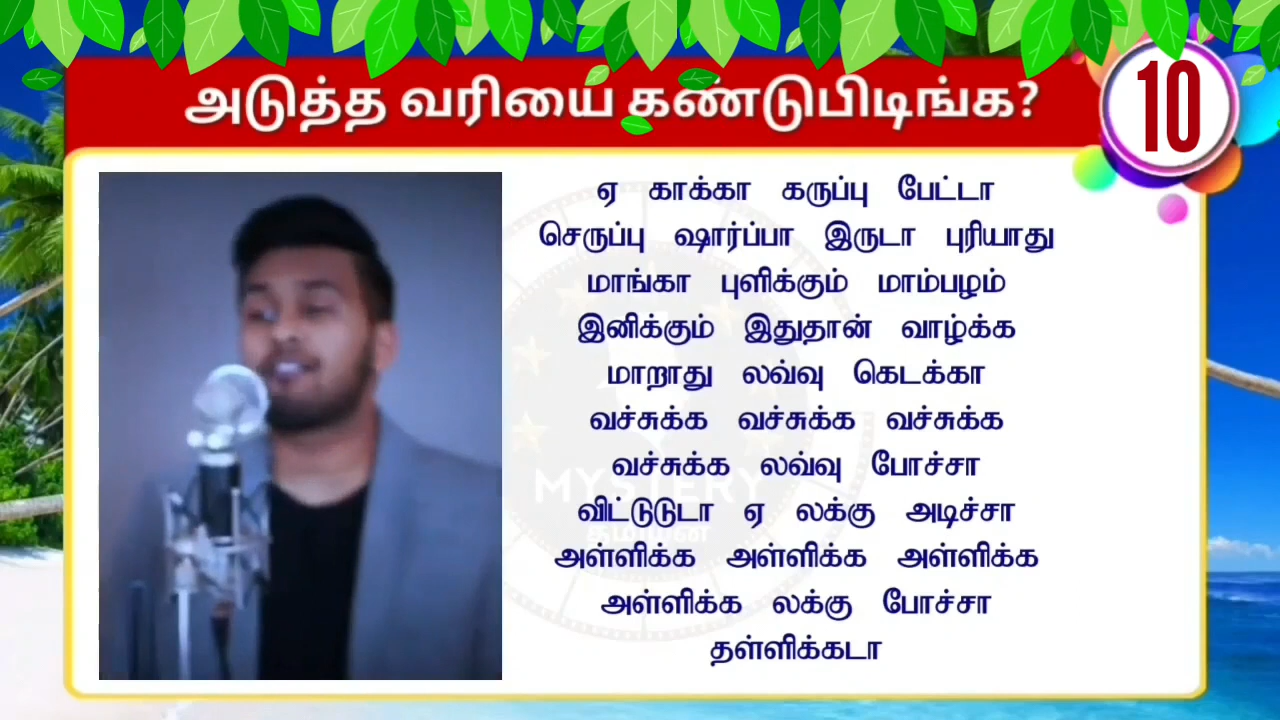 அடுத்த வரியை கண்டுபிடிங்க?
10
ஏ காக்கா கருப்பு பேட்டா
செருப்பு ஷார்ப்பா இருடா புரியாது
மாங்கா புளிக்கும் மாம்பழம்
இனிக்கும் இதுதான் வாழ்க்க
மாறாது லவ்வு கெடக்கா
வச்சுக்க வச்சுக்க வச்சுக்க
வச்சுக்க லவ்வு போச்சா
விட்டுடுடா ஏ லக்கு அடிச்சா
அள்ளிக்க அள்ளிக்க அள்ளிக்க
அள்ளிக்க லக்கு போச்சா
தள்ளிக்கடா
MYSTERY